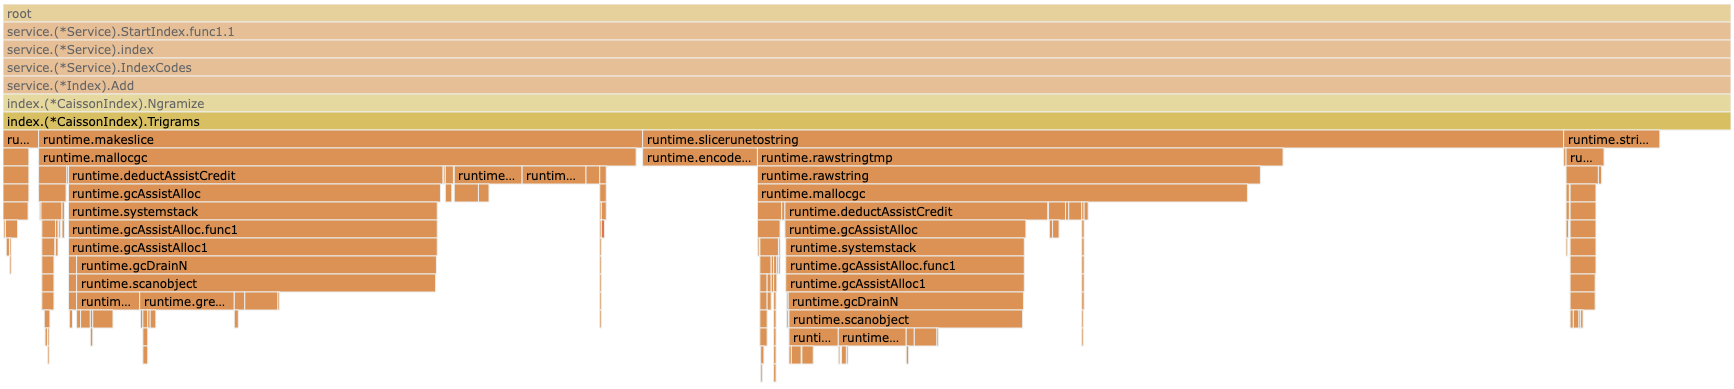 root
service.(*Service).StartIndex.func1.1
service.(*Service).index
service.(*Service).IndexCodes
service.(*Index).Add
index.(*CaissonIndex).Ngramize
index.(*CaissonIndex).Trigrams
ru... runtime.makeslice runtime.slicerunetostring runtime.stri...
runtime.mallocgc runtime.encode... runtime.rawstringtmp ru...
runtime.deductAssistCredit runtime... runtim... runtime.rawstring
runtime.gcAssistAlloc runtime.mallocgc
runtime.systemstack runtime.deductAssistCredit
runtime.gcAssistAlloc.func1 runtime.gcAssistAlloc
runtime.gcAssistAlloc1 runtime.systemstack
runtime.gcDrainN runtime.gcAssistAlloc.func1
runtime.scanobject runtime.gcAssistAlloc1
runtim... runtime.gre... runtime.gcDrainN
runtime.scanobject
runti... runtime...